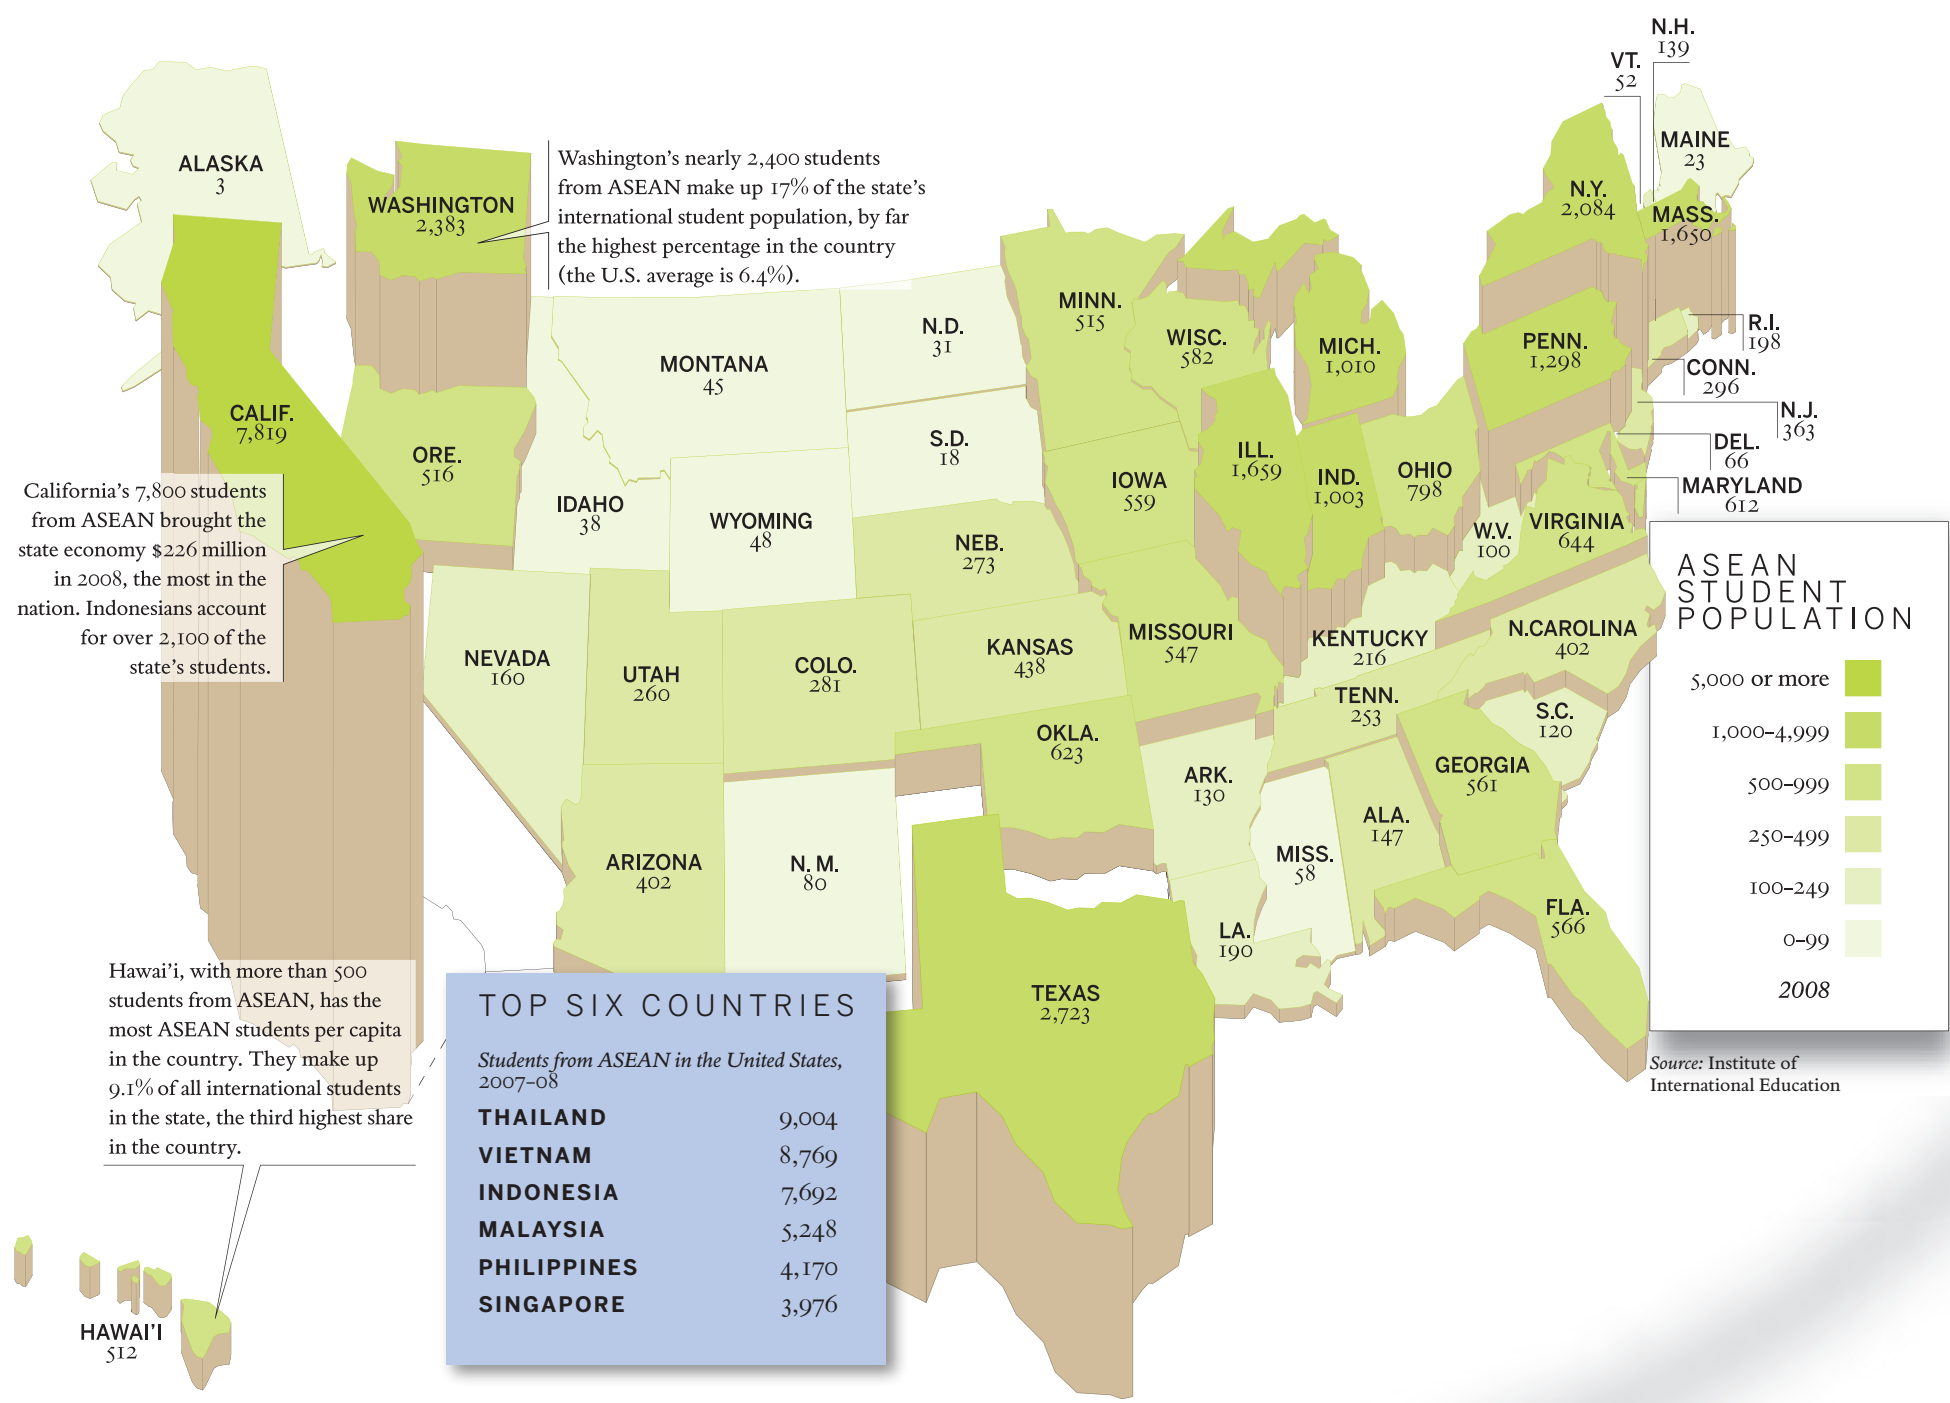 N.H.
139
VT.
52
MAINE
23
ALASKA
3
WASHINGTON
2,383
Washington's nearly 2,400 students
from ASEAN make up 17% of the state's
international student population, by far
the highest percentage in the country
(the U.S. average is 6.4%).
N.Y.
2,084
MASS.
1,650
MINN.
515
N.D.
31
WISC.
582
MICH.
1,010
PENN.
1,298
R.I.
198
CONN.
296
MONTANA
45
CALIF.
7,819
ORE.
516
S.D.
18
N.J.
363
DEL.
66
MARYLAND
612
IOWA
559
ILL.
1,659
IND.
1,003
OHIO
798
IDAHO
38
WYOMING
48
NEB.
273
W.V.
100
VIRGINIA
644
California's 7,800 students
from ASEAN brought the
state economy $226 million
in 2008, the most in the
nation. Indonesians account
for over 2,100 of the
state's students.
NEVADA
160
UTAH
260
COLO.
281
KANSAS
438
MISSOURI
547
KENTUCKY
216
N.CAROLINA
402
TENN.
253
S.C.
120
OKLA.
623
ARK.
130
GEORGIA
561
ALA.
147
MISS.
58
ARIZONA
402
N. M.
80
LA.
190
FLA.
566
TEXAS
2,723
ASEAN
STUDENT
POPULATION
5,000 or more
1,000–4,999
500–999
250–499
100–249
0–99
2008
Source: Institute of
International Education
Hawai'i, with more than 500
students from ASEAN, has the
most ASEAN students per capita
in the country. They make up
9.1% of all international students
in the state, the third highest share
in the country.
HAWAI'I
512
TOP SIX COUNTRIES
Students from ASEAN in the United States,
2007–08
THAILAND 9,004
VIETNAM 8,769
INDONESIA 7,692
MALAYSIA 5,248
PHILIPPINES 4,170
SINGAPORE 3,976